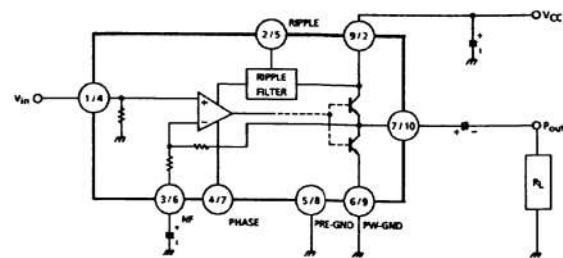 RIPPLE
2/5
9/2
VCC
RIPPLE
FILTER
Vin
1/4
+
−
7/10
+
−
Pout
RL
3/6
NF
4/7
PHASE
5/8
PRE-GND
6/9
PW-GND